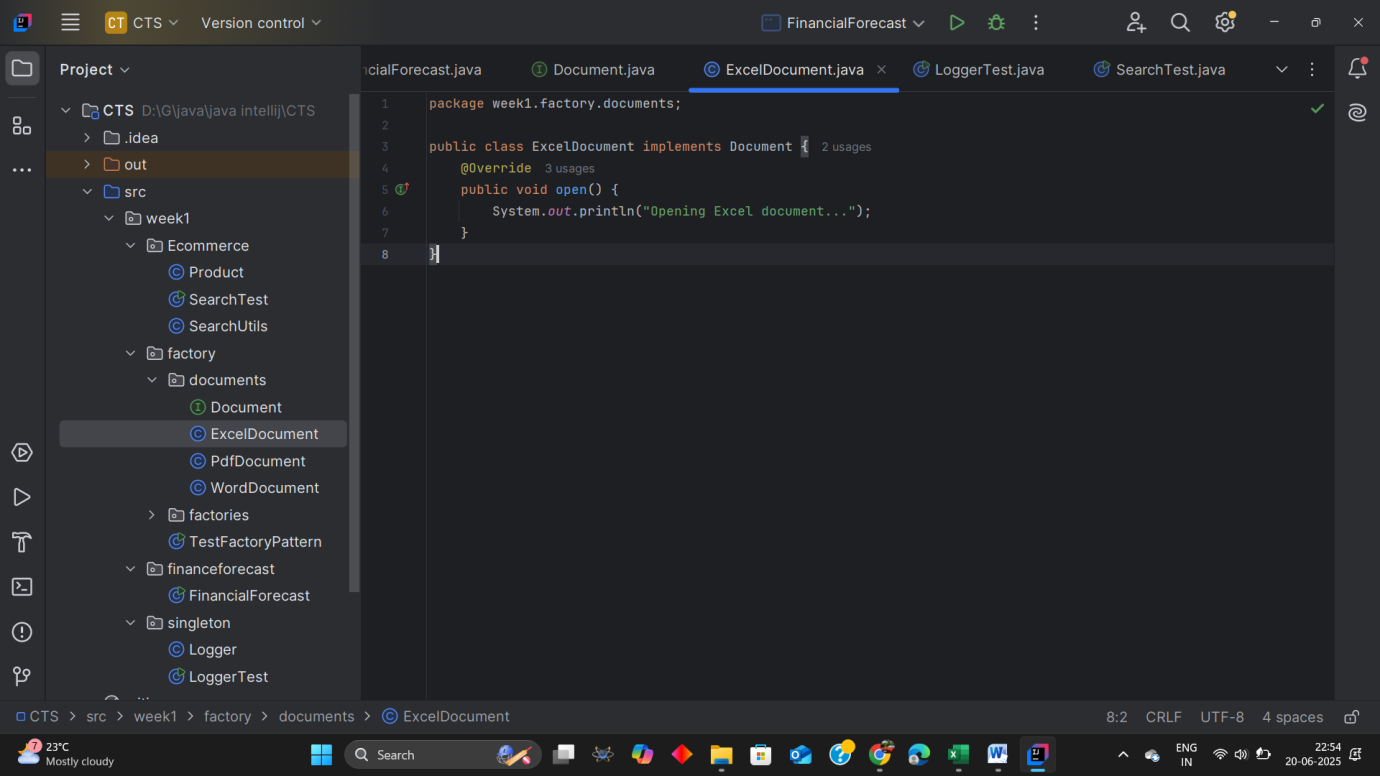 CT CTS Version control FinancialForecast
Project
ncialForecast.java Document.java ExcelDocument.java LoggerTest.java SearchTest.java
CTS D:\G\java\java intellij\CTS
.idea
out
src
week1
Ecommerce
Product
SearchTest
SearchUtils
factory
documents
Document
ExcelDocument
PdfDocument
WordDocument
factories
TestFactoryPattern
financeforecast
FinancialForecast
singleton
Logger
LoggerTest
1 package week1.factory.documents;
2
3 public class ExcelDocument implements Document { 2 usages
4 @Override 3 usages
5 public void open() {
6 System.out.println("Opening Excel document...");
7 }
8 }
CTS > src > week1 > factory > documents > ExcelDocument
8:2 CRLF UTF-8 4 spaces
7 23°C
Mostly cloudy
Search
ENG
IN
22:54
20-06-2025